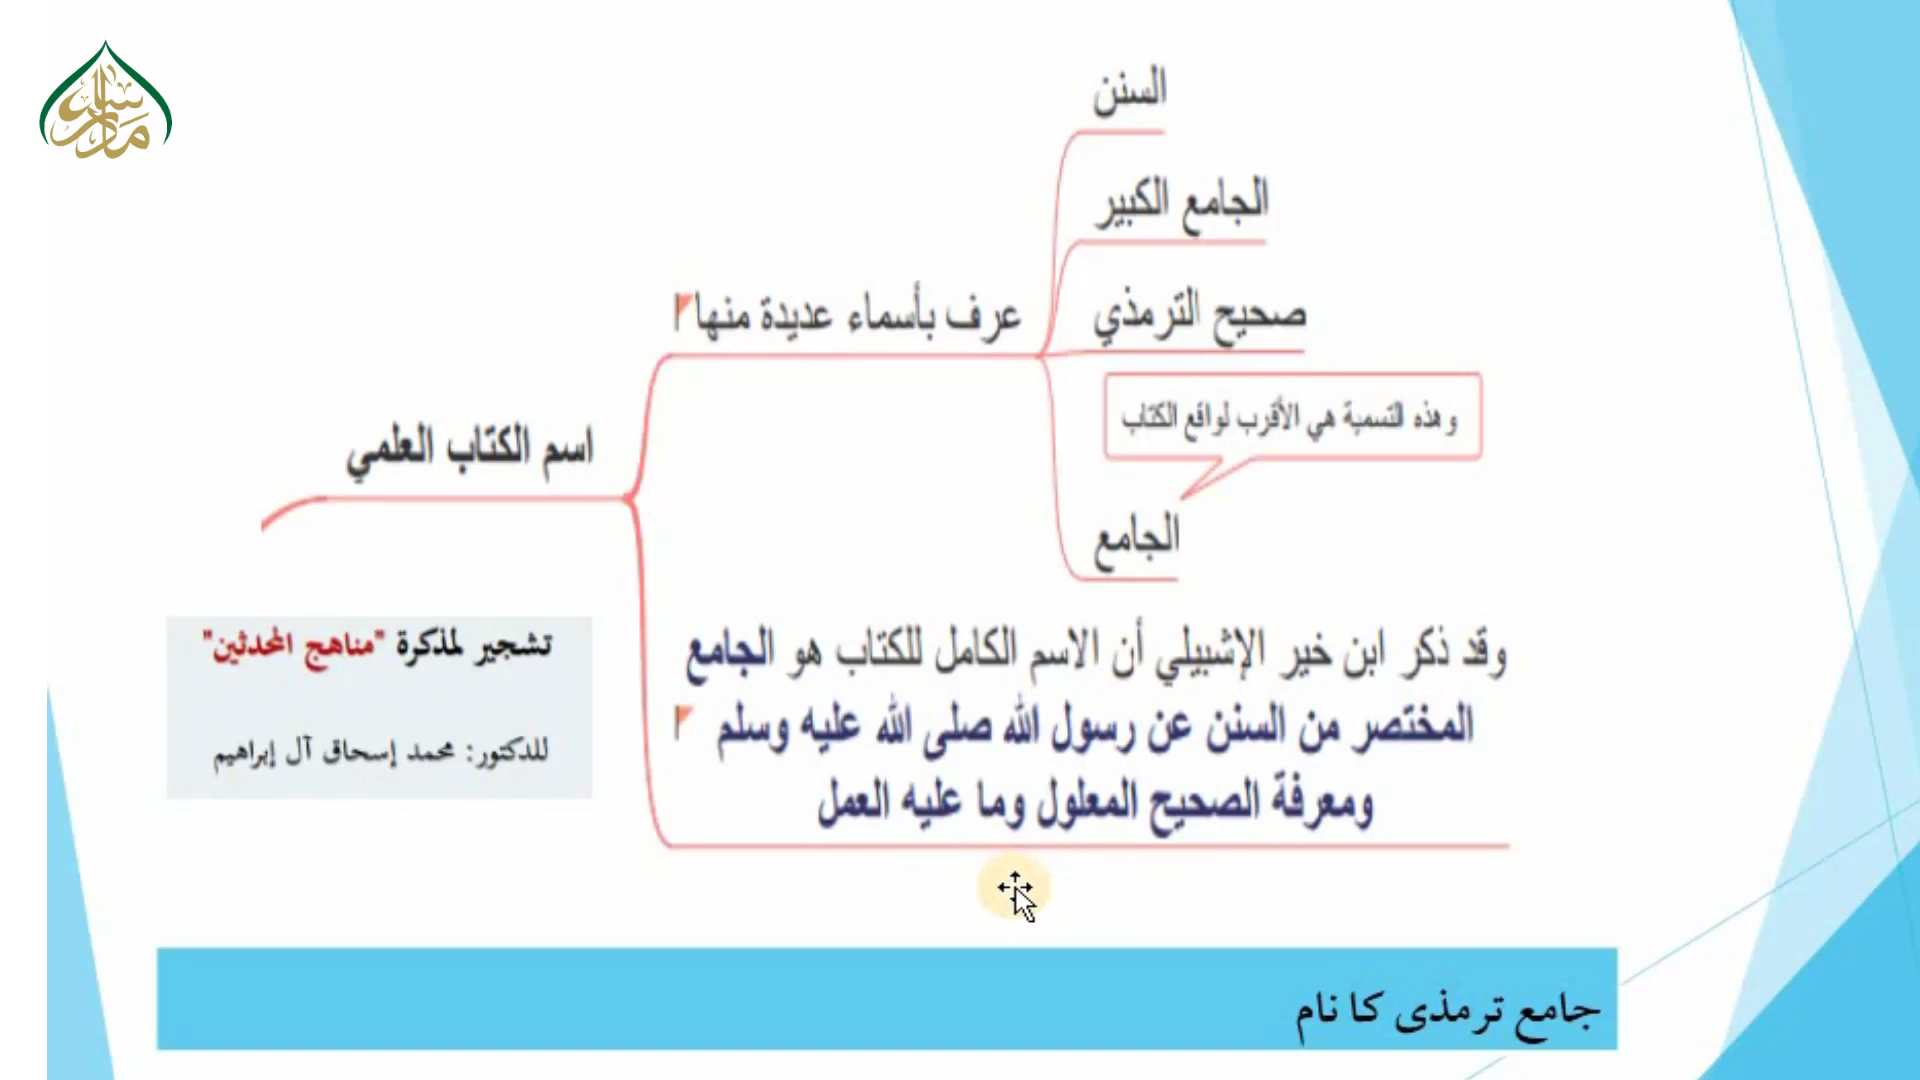 السنن
الجامع الكبير
عرف بأسماء عديدة منها
صحيح الترمذي
وهذه التسمية هي الأقرب لواقع الكتاب
اسم الكتاب العلمي
الجامع
وقد ذكر ابن خير الإشبيلي أن الاسم الكامل للكتاب هو الجامع
المختصر من السنن عن رسول الله صلى الله عليه وسلم
ومعرفة الصحيح المعلول وما عليه العمل
تشجير لمذكرة "مناهج المحدثين"
للدكتور: محمد إسحاق آل إبراهيم
جامع ترمذی کا نام